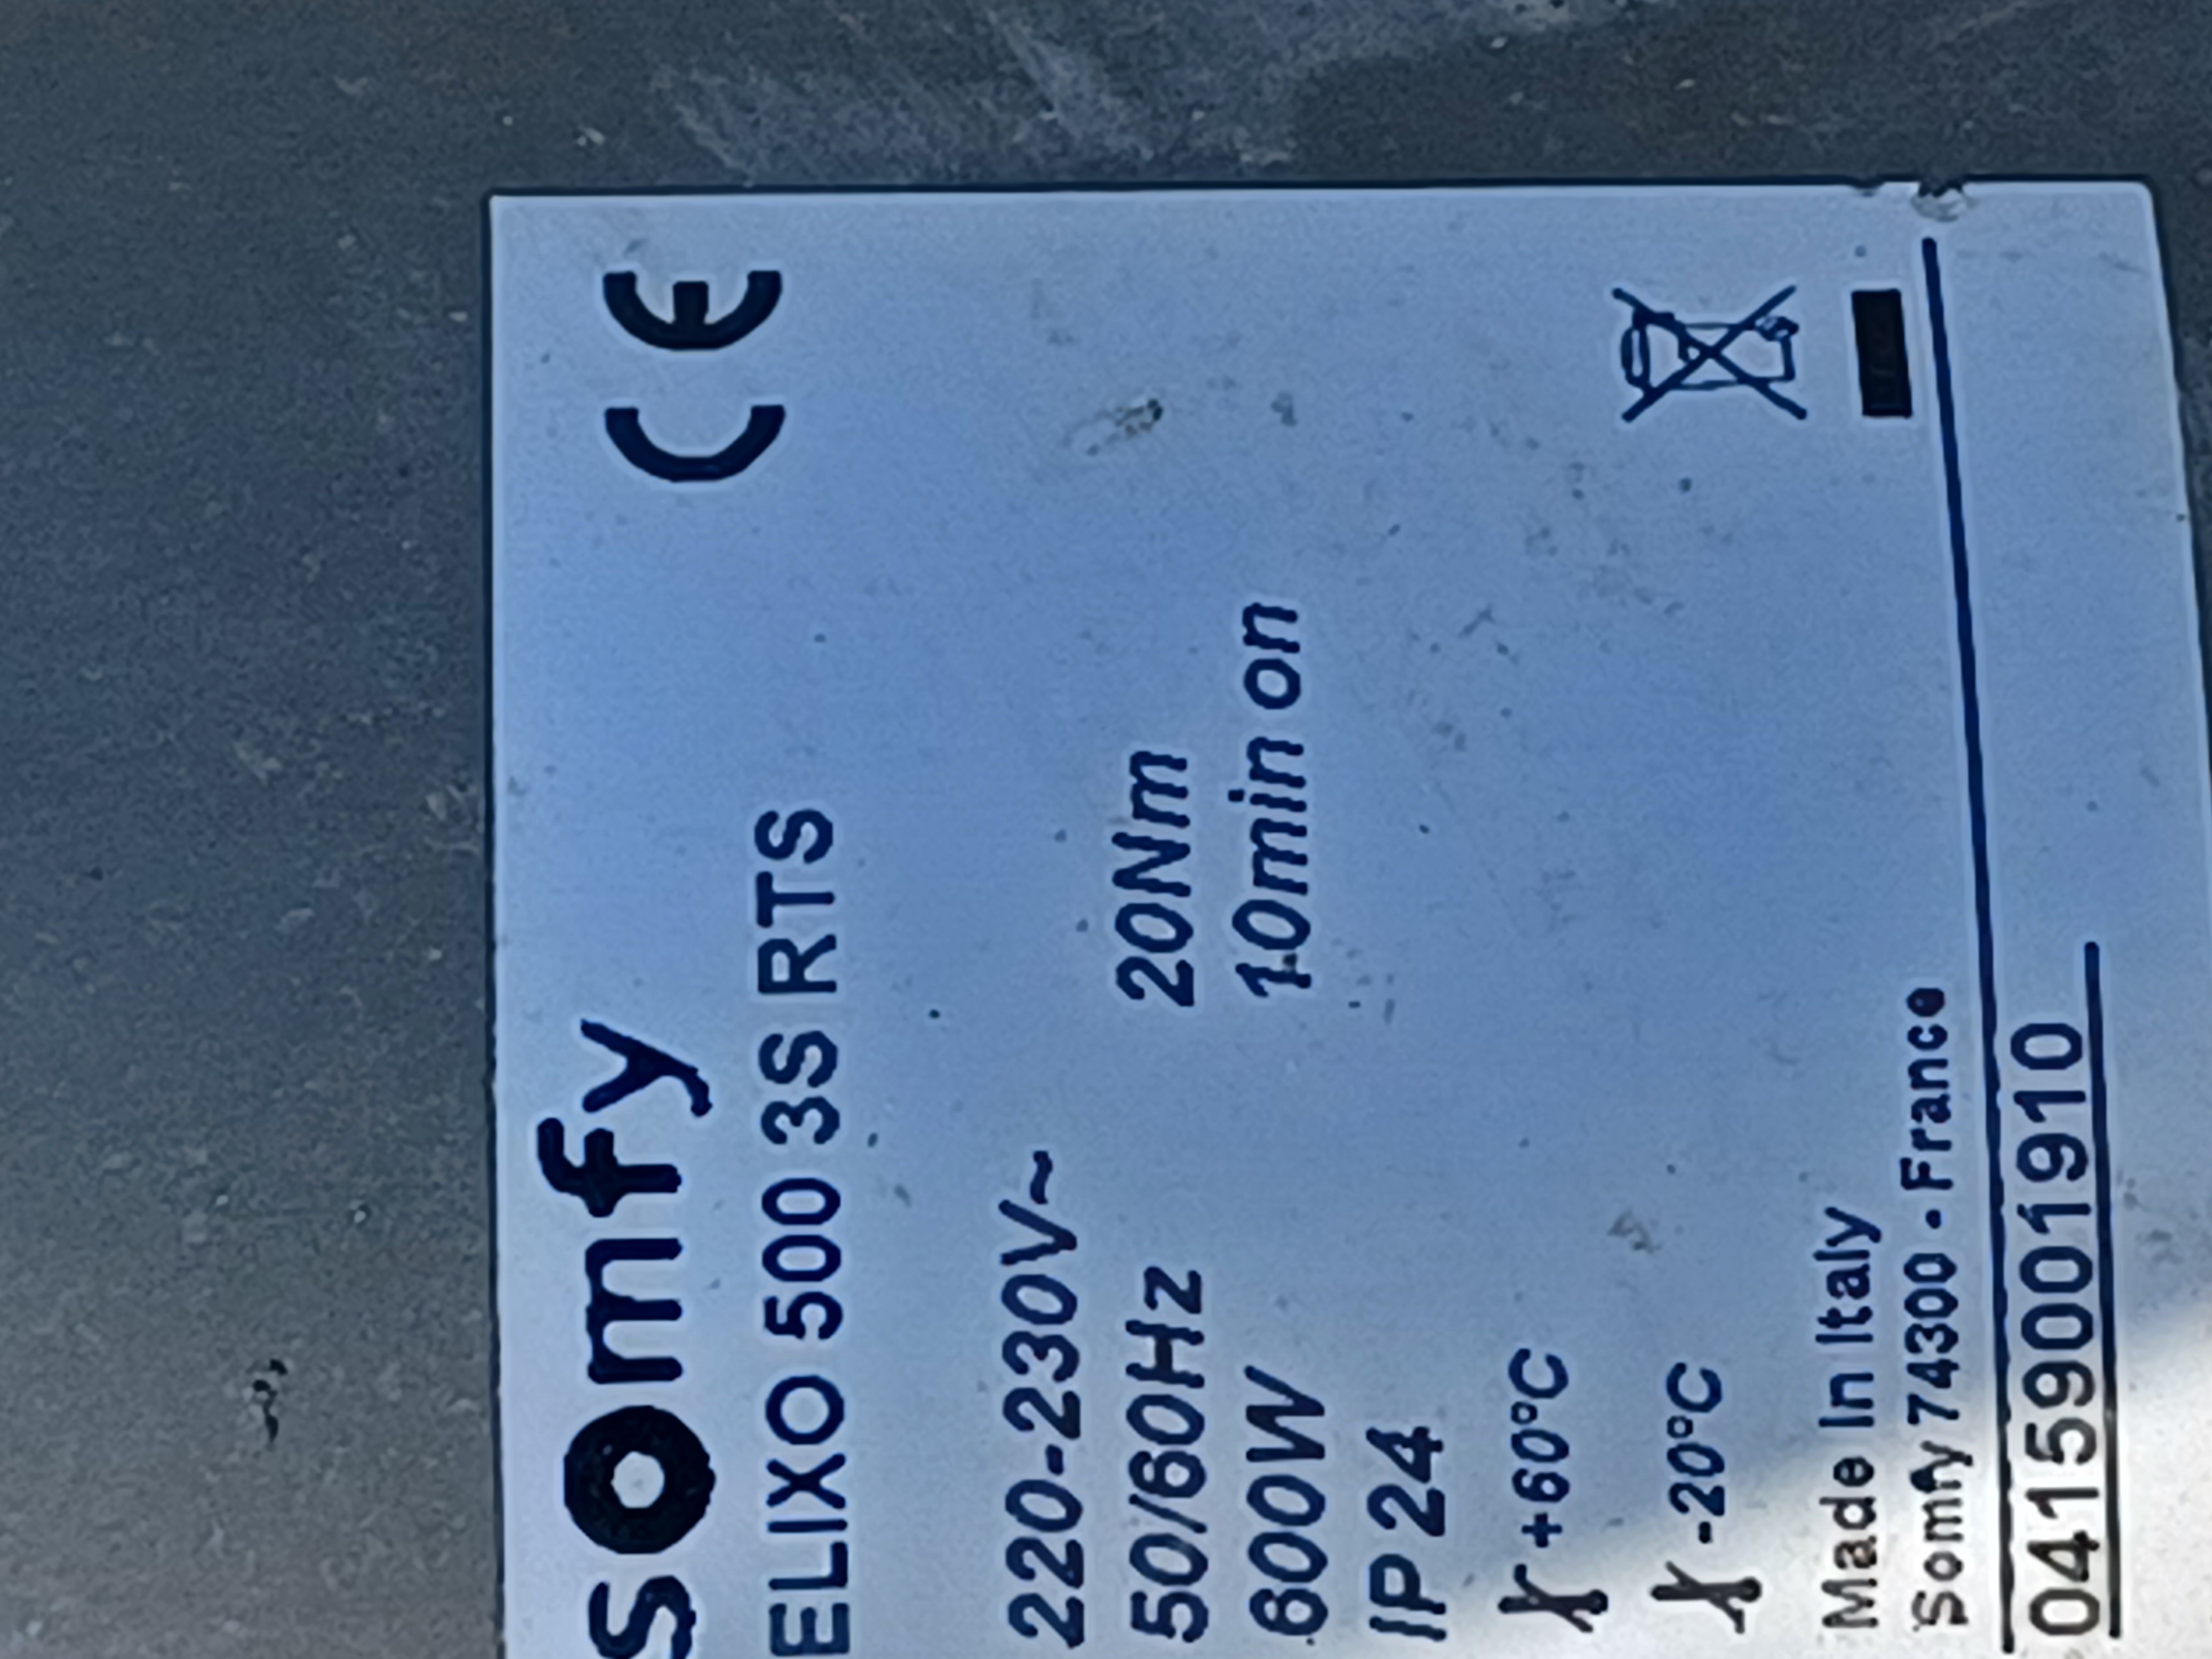 somfy
CE
ELIXO 500 3S RTS
220-230V~
50/60Hz
20Nm
600W
10min on
IP 24
+60°C
-20°C
Made In Italy
Somfy 74300 - France
04159001910